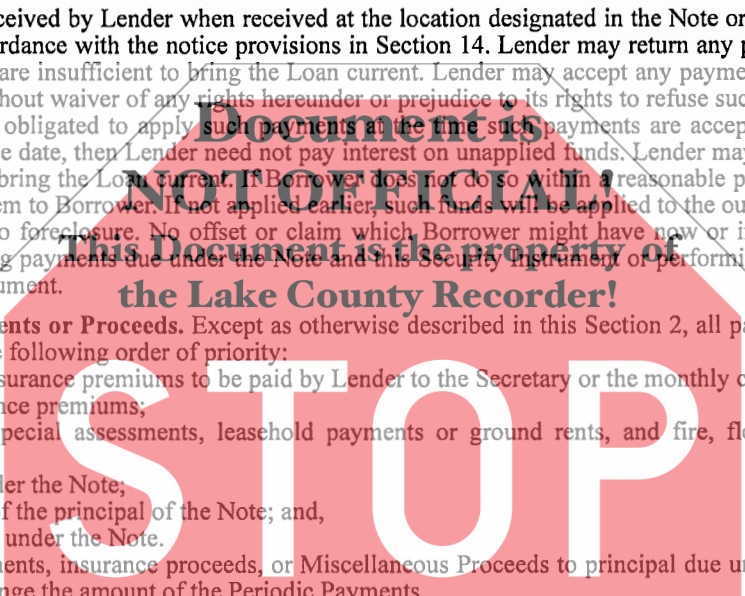 ceived by Lender when received at the location designated in the Note or
rdance with the notice provisions in Section 14. Lender may return any p
are insufficient to bring the Loan current. Lender may accept any payme
hout waiver of any rights hereunder or prejudice to its rights to refuse suc
obligated to apply such payments at the time such payments are accep
e date, then Lender need not pay interest on unapplied funds. Lender may
bring the Loan current. If Borrower does not do so within a reasonable p
em to Borrower. If not applied earlier, such funds will be applied to the ou
o foreclosure. No offset or claim which Borrower might have now or i
g payments due under the Note and this Security Instrument or performi
ument.
ents or Proceeds. Except as otherwise described in this Section 2, all pa
e following order of priority:
nsurance premiums to be paid by Lender to the Secretary or the monthly c
nce premiums;
pecial assessments, leasehold payments or ground rents, and fire, flo
der the Note;
f the principal of the Note; and,
under the Note.
ents, insurance proceeds, or Miscellaneous Proceeds to principal due un
nge the amount of the Periodic Payments.
Document is
NOT OFFICIAL!
This Document is the property of
the Lake County Recorder!
STOP